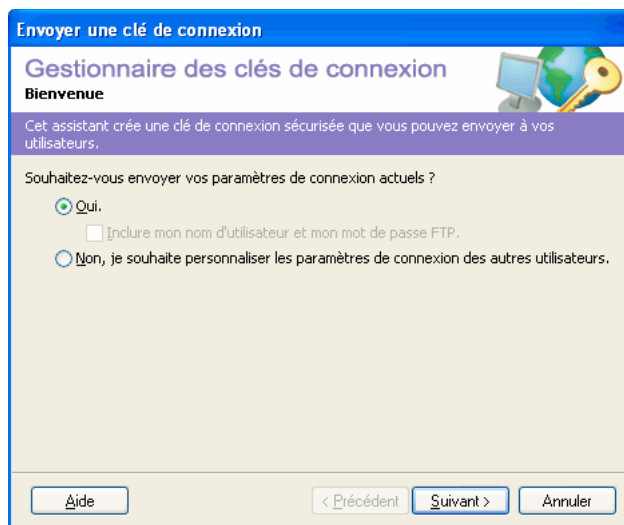 Envoyer une clé de connexion
Gestionnaire des clés de connexion
Bienvenue
Cet assistant crée une clé de connexion sécurisée que vous pouvez envoyer à vos
utilisateurs.
Souhaitez-vous envoyer vos paramètres de connexion actuels ?
Oui.
Inclure mon nom d'utilisateur et mon mot de passe FTP.
Non, je souhaite personnaliser les paramètres de connexion des autres utilisateurs.
Aide
< Précédent
Suivant >
Annuler